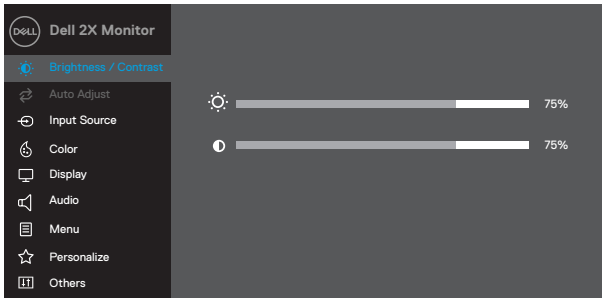 DELL Dell 2X Monitor
Brightness / Contrast
Auto Adjust
Input Source
Color
Display
Audio
Menu
Personalize
Others
75%
75%